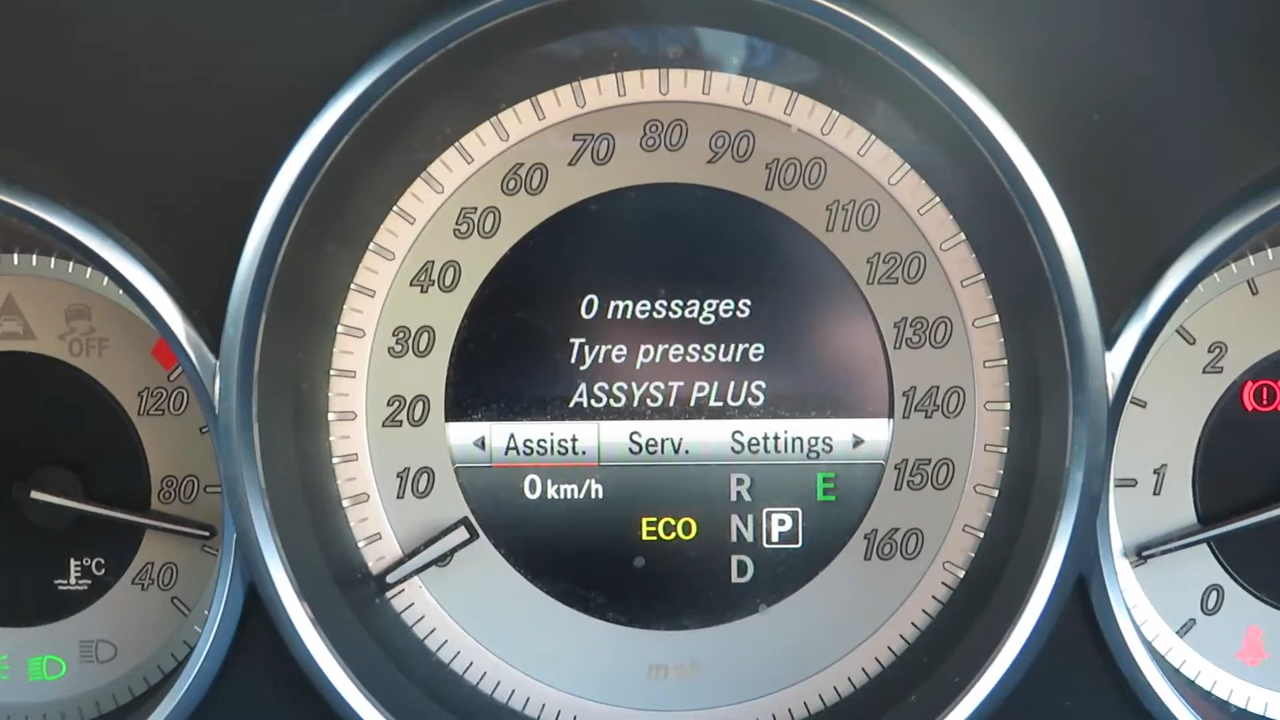 0 messages
Tyre pressure
ASSYST PLUS
Assist. Serv. Settings
0 km/h
R E
ECO N P
D
10
20
30
40
50
60
70
80
90
100
110
120
130
140
150
160
mph
OFF
120
80
40
°C
2
1
0